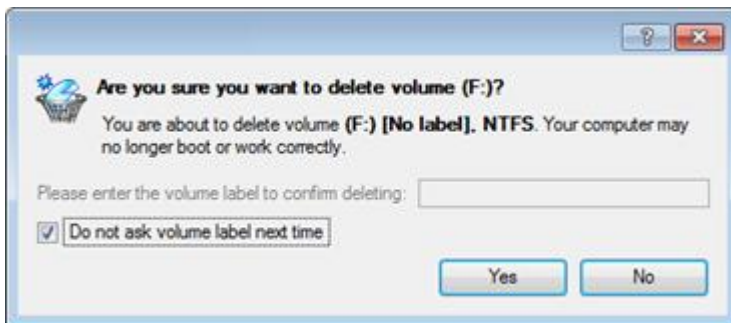 Are you sure you want to delete volume (F:)?
You are about to delete volume (F:) [No label], NTFS. Your computer may
no longer boot or work correctly.
Please enter the volume label to confirm deleting:
Do not ask volume label next time
Yes No